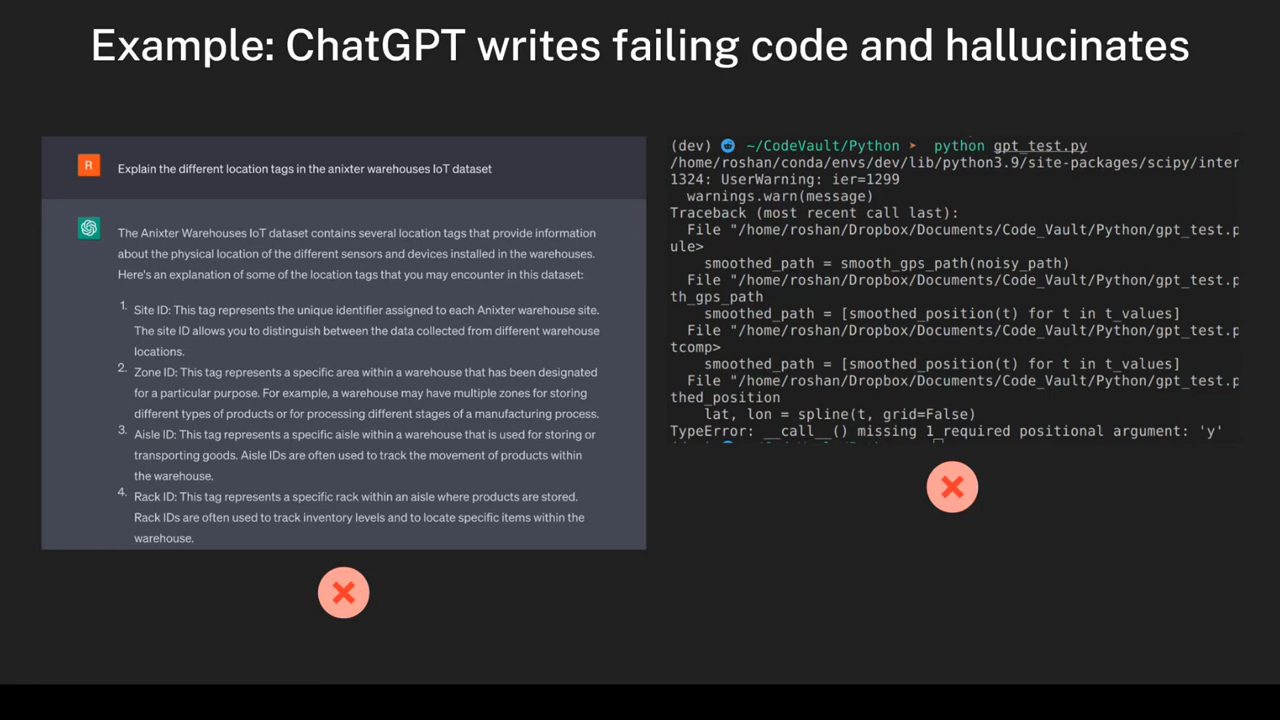 Example: ChatGPT writes failing code and hallucinates
R
Explain the different location tags in the anixter warehouses IoT dataset
The Anixter Warehouses IoT dataset contains several location tags that provide information
about the physical location of the different sensors and devices installed in the warehouses.
Here's an explanation of some of the location tags that you may encounter in this dataset:
1. Site ID: This tag represents the unique identifier assigned to each Anixter warehouse site.
The site ID allows you to distinguish between the data collected from different warehouse
locations.
2. Zone ID: This tag represents a specific area within a warehouse that has been designated
for a particular purpose. For example, a warehouse may have multiple zones for storing
different types of products or for processing different stages of a manufacturing process.
3. Aisle ID: This tag represents a specific aisle within a warehouse that is used for storing or
transporting goods. Aisle IDs are often used to track the movement of products within
the warehouse.
4. Rack ID: This tag represents a specific rack within an aisle where products are stored.
Rack IDs are often used to track inventory levels and to locate specific items within the
warehouse.
(dev) ~/CodeVault/Python ➤ python gpt_test.py
/home/roshan/conda/envs/dev/lib/python3.9/site-packages/scipy/inter
1324: UserWarning: ier=1299
warnings.warn(message)
Traceback (most recent call last):
File "/home/roshan/Dropbox/Documents/Code_Vault/Python/gpt_test.p
ule>
smoothed_path = smooth_gps_path(noisy_path)
File "/home/roshan/Dropbox/Documents/Code_Vault/Python/gpt_test.p
th_gps_path
smoothed_path = [smoothed_position(t) for t in t_values]
File "/home/roshan/Dropbox/Documents/Code_Vault/Python/gpt_test.p
tcomp>
smoothed_path = [smoothed_position(t) for t in t_values]
File "/home/roshan/Dropbox/Documents/Code_Vault/Python/gpt_test.p
thed_position
lat, lon = spline(t, grid=False)
TypeError: __call__() missing 1 required positional argument: 'y'